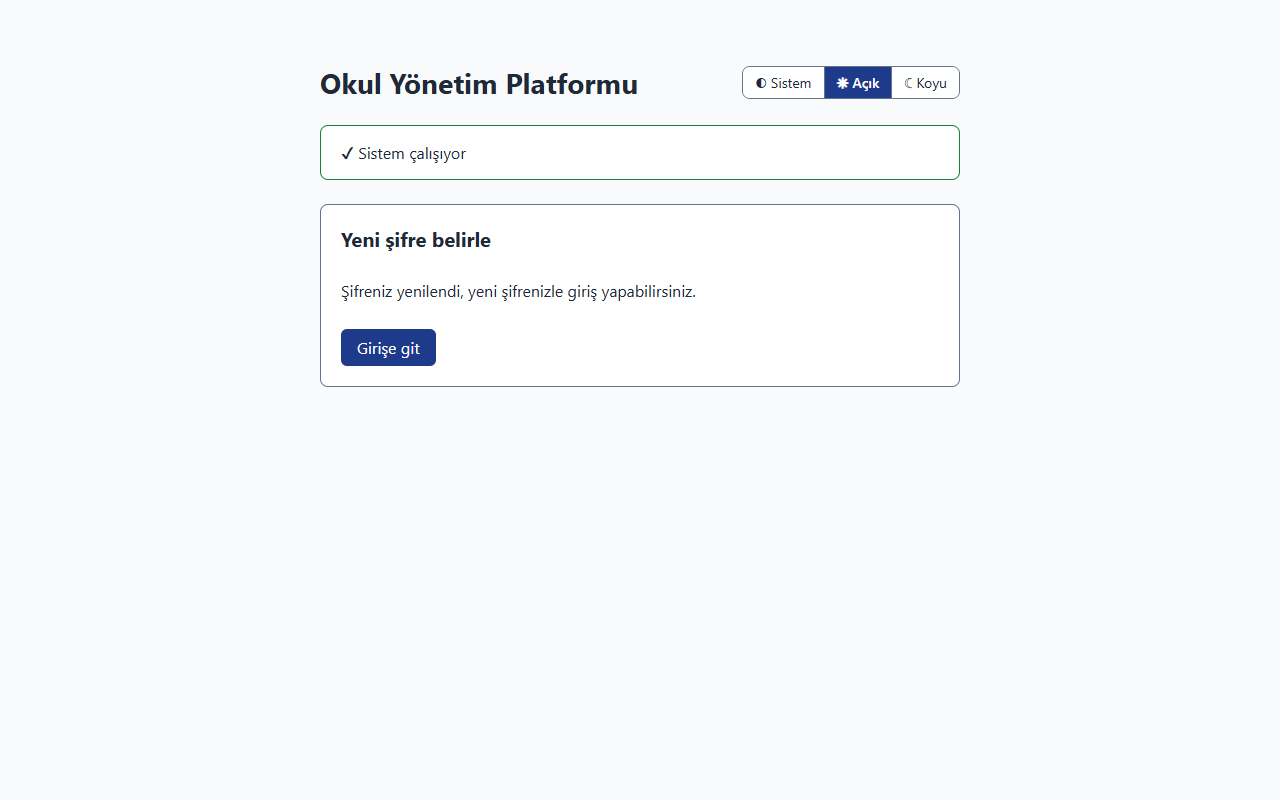 Okul Yönetim Platformu
◐ Sistem ✱ Açık ☾ Koyu
✓ Sistem çalışıyor
Yeni şifre belirle
Şifreniz yenilendi, yeni şifrenizle giriş yapabilirsiniz.
Girişe git